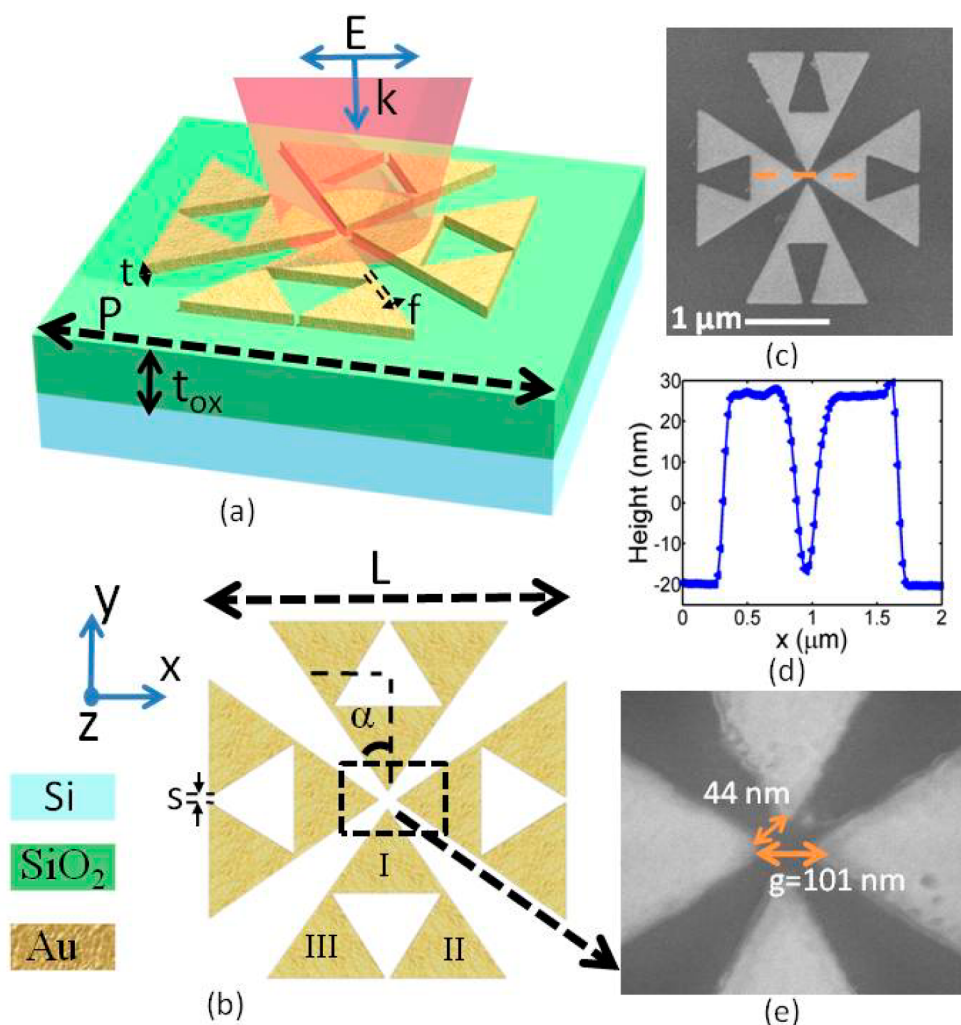 E
k
t
f
P
t_ox
(a)
1 μm
(c)
30
20
10
0
-10
-20
Height (nm)
0 0.5 1 1.5 2
x (μm)
(d)
L
y
x
z
α
s
I
III II
Si
SiO₂
Au
(b)
44 nm
g=101 nm
(e)